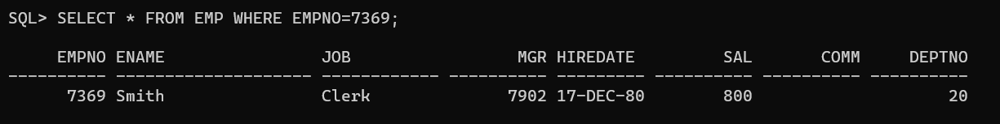 SQL> SELECT * FROM EMP WHERE EMPNO=7369;
EMPNO ENAME JOB MGR HIREDATE SAL COMM DEPTNO
---------- -------------------- ------------ ---------- --------- ---------- ---------- ----------
7369 Smith Clerk 7902 17-DEC-80 800 20